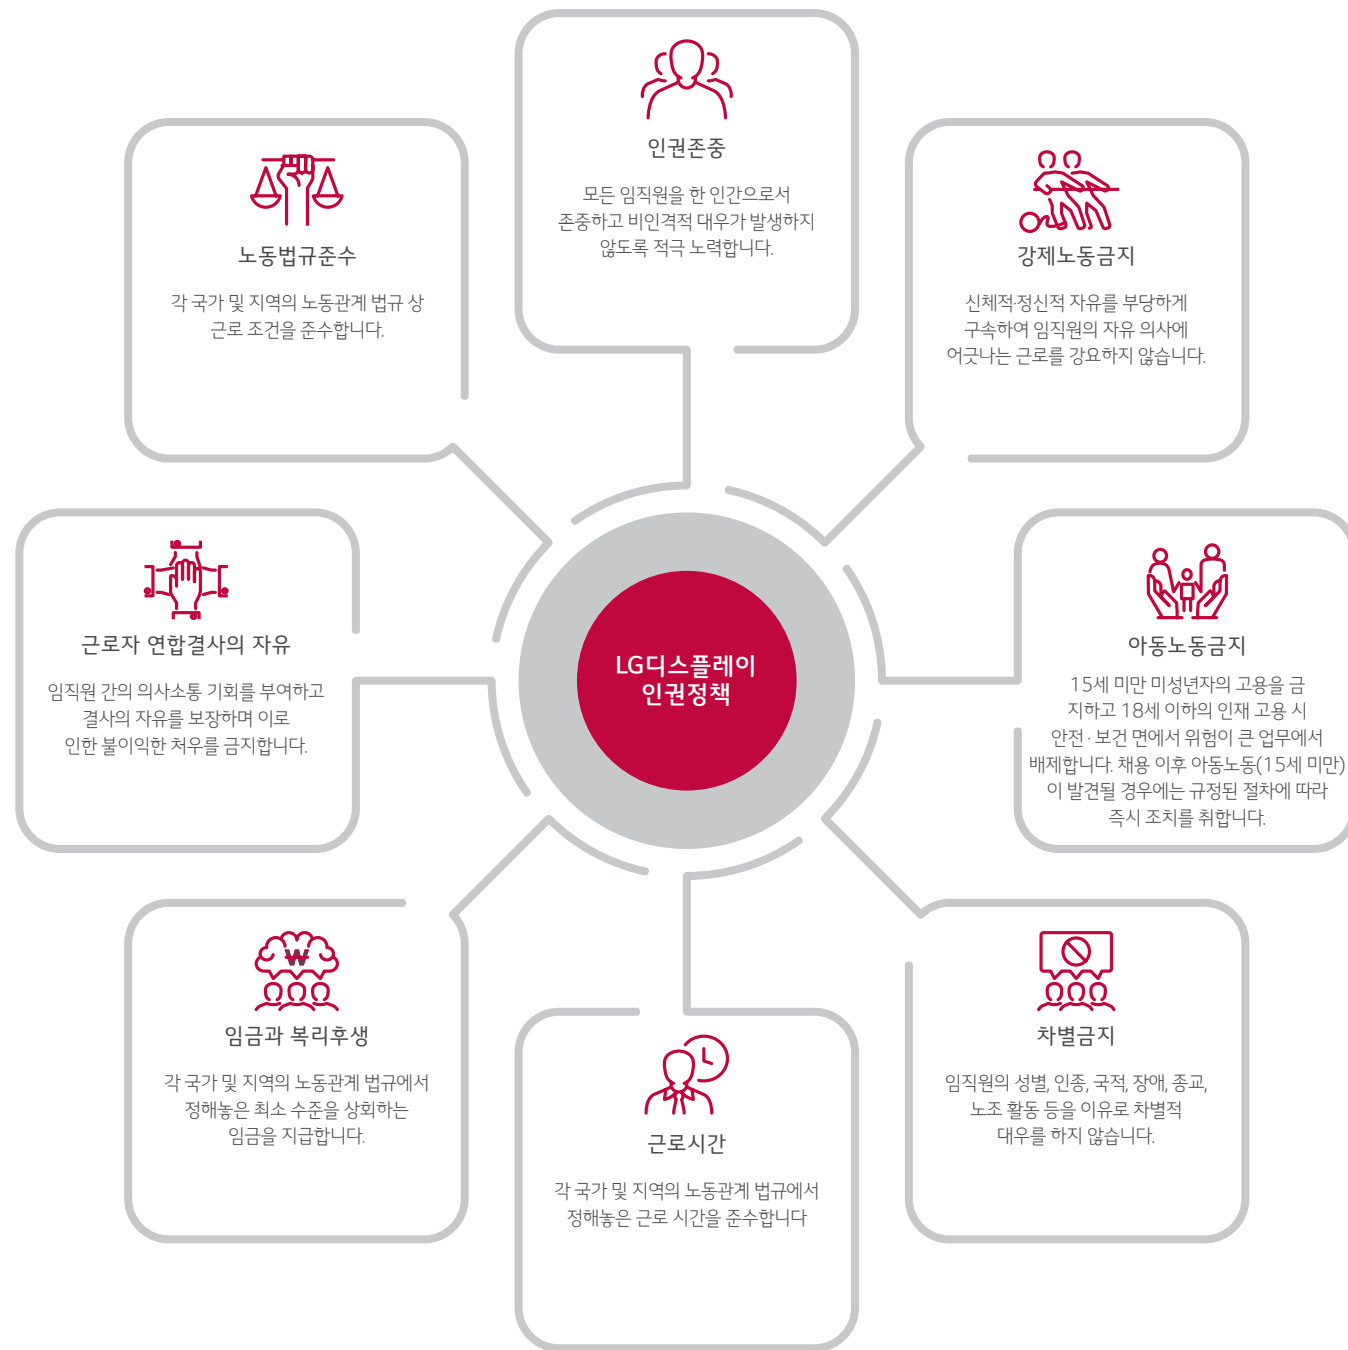 인권존중
모든 임직원을 한 인간으로서
존중하고 비인격적 대우가 발생하지
않도록 적극 노력합니다.
강제노동금지
신체적·정신적 자유를 부당하게
구속하여 임직원의 자유 의사에
어긋나는 근로를 강요하지 않습니다.
아동노동금지
15세 미만 미성년자의 고용을 금
지하고 18세 이하의 인재 고용 시
안전·보건 면에서 위험이 큰 업무에서
배제합니다. 채용 이후 아동노동(15세 미만)
이 발견될 경우에는 규정된 절차에 따라
즉시 조치를 취합니다.
차별금지
임직원의 성별, 인종, 국적, 장애, 종교,
노조 활동 등을 이유로 차별적
대우를 하지 않습니다.
근로시간
각 국가 및 지역의 노동관계 법규에서
정해놓은 근로 시간을 준수합니다
₩
임금과 복리후생
각 국가 및 지역의 노동관계 법규에서
정해놓은 최소 수준을 상회하는
임금을 지급합니다.
근로자 연합결사의 자유
임직원 간의 의사소통 기회를 부여하고
결사의 자유를 보장하며 이로
인한 불이익한 처우를 금지합니다.
노동법규준수
각 국가 및 지역의 노동관계 법규 상
근로 조건을 준수합니다.
LG디스플레이
인권정책